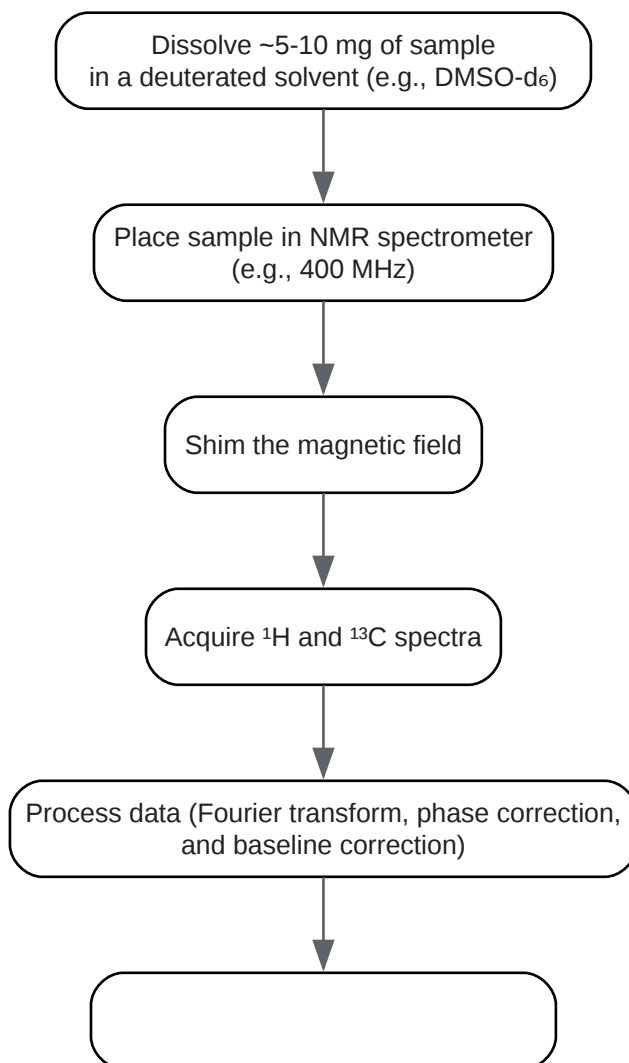 Dissolve ~5-10 mg of sample
in a deuterated solvent (e.g., DMSO-d₆)
Place sample in NMR spectrometer
(e.g., 400 MHz)
Shim the magnetic field
Acquire ¹H and ¹³C spectra
Process data (Fourier transform, phase correction,
and baseline correction)